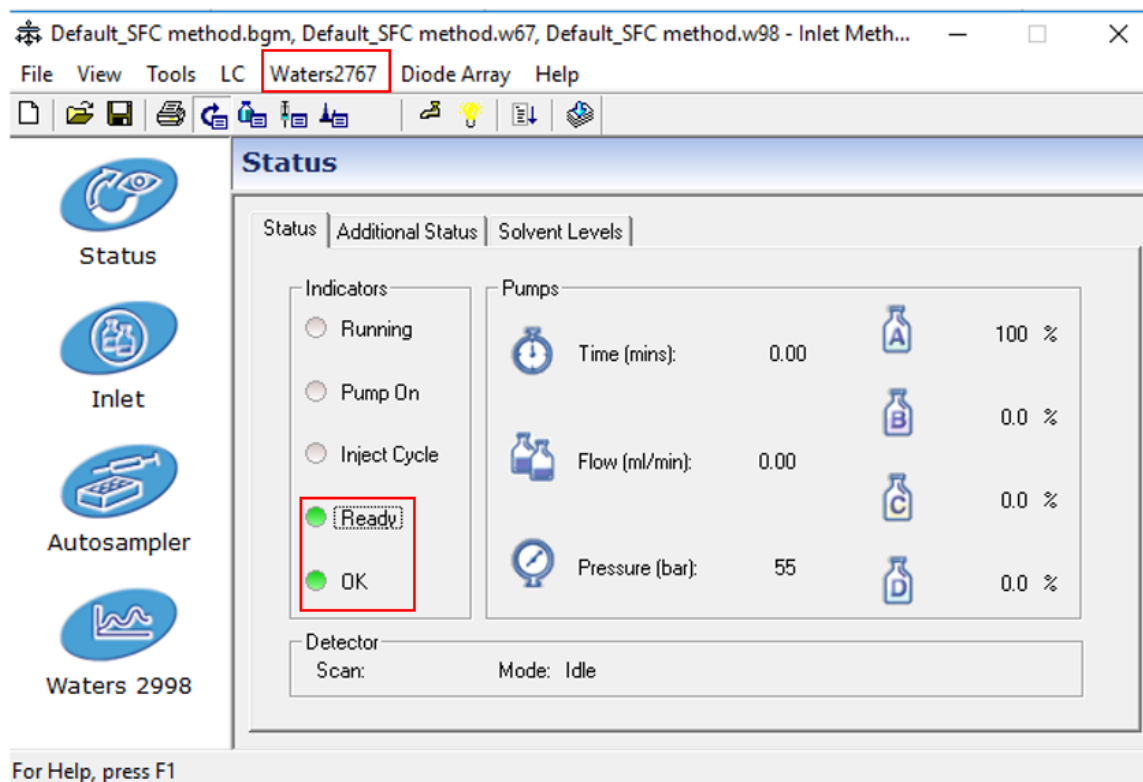 Default_SFC method.bgm, Default_SFC method.w67, Default_SFC method.w98 - Inlet Meth...
File View Tools LC Waters2767 Diode Array Help
Status
Status
Inlet
Autosampler
Waters 2998
Status Additional Status Solvent Levels
Indicators
Running
Pump On
Inject Cycle
Ready
OK
Pumps
Time (mins): 0.00
Flow (ml/min): 0.00
Pressure (bar): 55
A 100 %
B 0.0 %
C 0.0 %
D 0.0 %
Detector
Scan: Mode: Idle
For Help, press F1